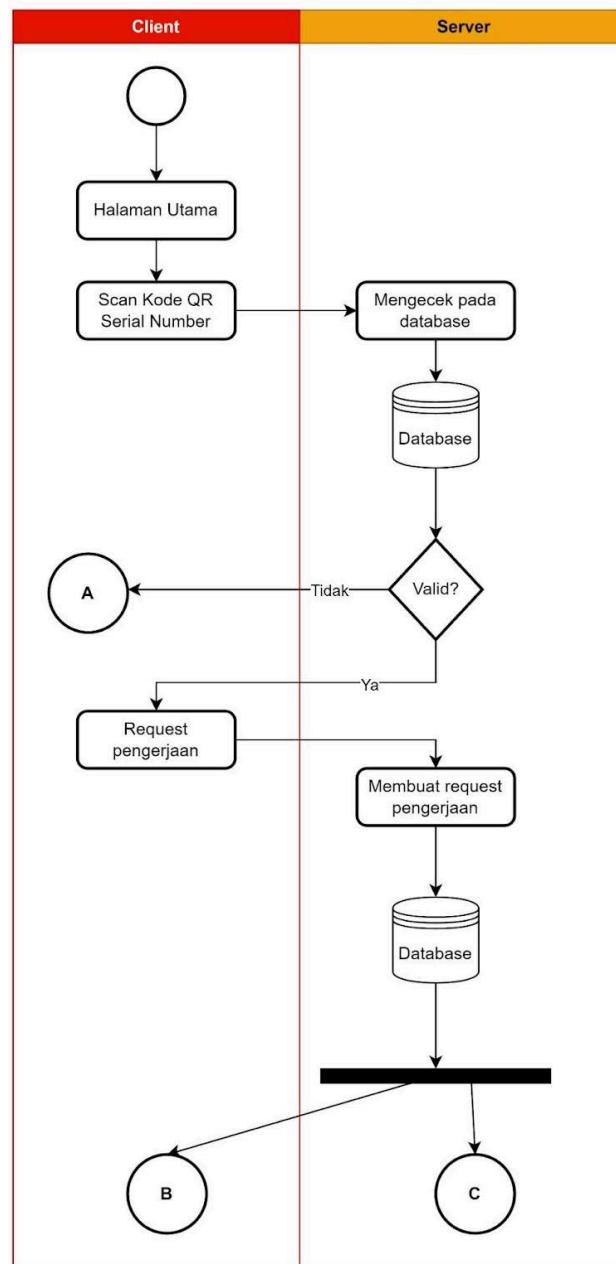 Client
Server
Halaman Utama
Scan Kode QR
Serial Number
Mengecek pada
database
Database
Valid?
Tidak
A
Ya
Request
pengerjaan
Membuat request
pengerjaan
Database
B
C